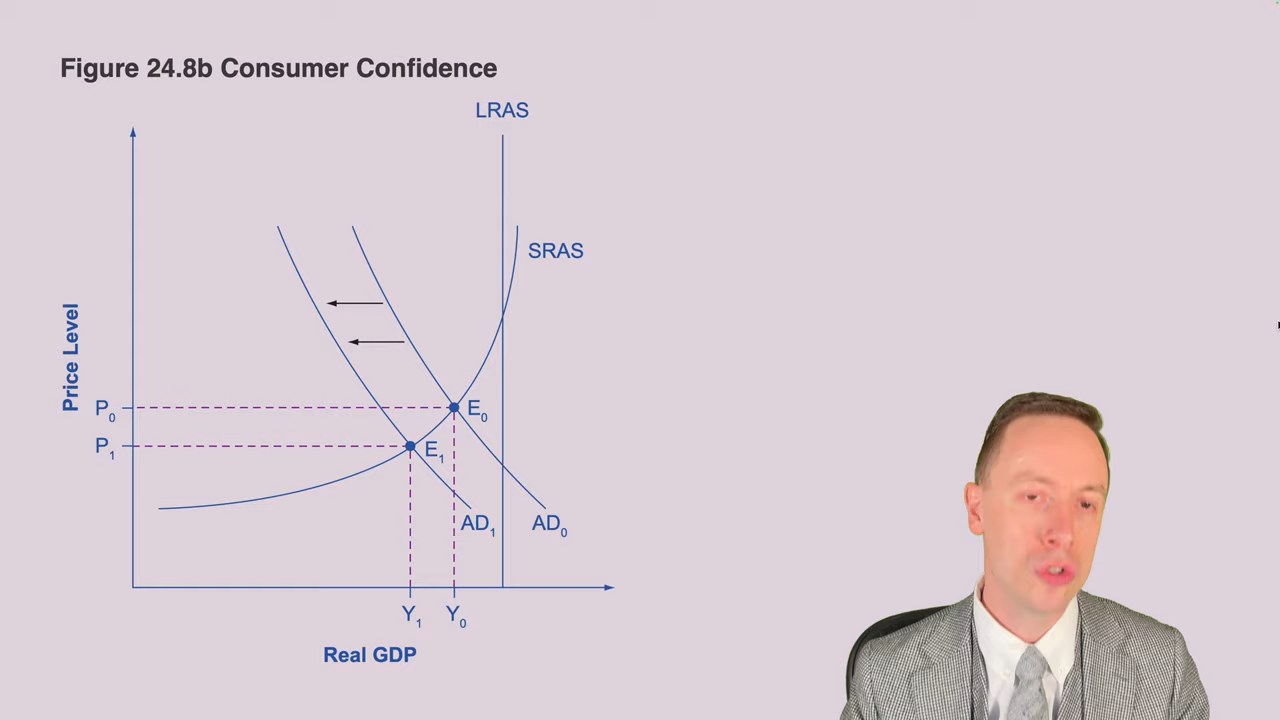 Figure 24.8b Consumer Confidence
LRAS
SRAS
Price Level
P0
E0
P1
E1
AD1
AD0
Y1
Y0
Real GDP